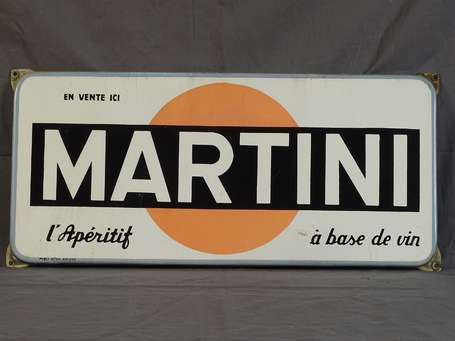 EN VENTE ICI
MARTINI
l'Apéritif à base de vin